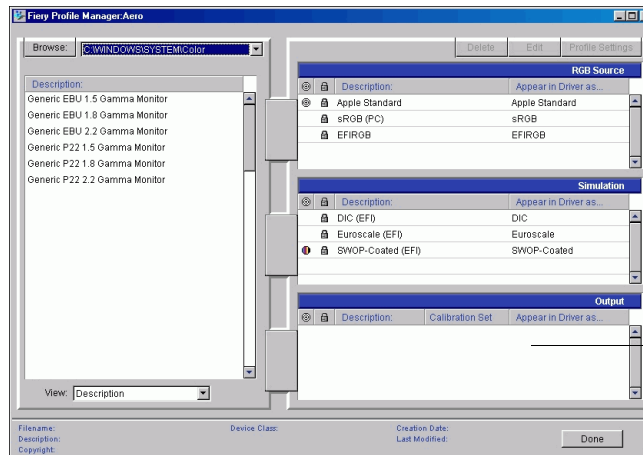 Fiery Profile Manager:Aero
Browse: C:\WINDOWS\SYSTEM\Color
Description:
Generic EBU 1.5 Gamma Monitor
Generic EBU 1.8 Gamma Monitor
Generic EBU 2.2 Gamma Monitor
Generic P22 1.5 Gamma Monitor
Generic P22 1.8 Gamma Monitor
Generic P22 2.2 Gamma Monitor
View: Description
Delete Edit Profile Settings
RGB Source
Description: Appear in Driver as...
Apple Standard Apple Standard
sRGB (PC) sRGB
EFIRGB EFIRGB
Simulation
Description: Appear in Driver as...
DIC (EFI) DIC
Euroscale (EFI) Euroscale
SWOP-Coated (EFI) SWOP-Coated
Output
Description: Calibration Set Appear in Driver as...
Filename: Device Class: Creation Date:
Description: Last Modified:
Copyright:
Done